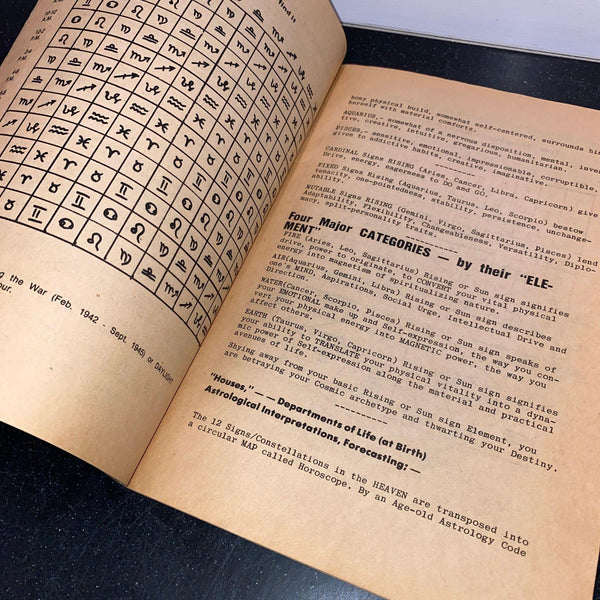 find it
10-12
A.M.
P.M.
2-4
P.M.
4-6
P.M.
g the War (Feb. 1942 - Sept. 1945) or DAYLIGHT
our.
bony physical build, somewhat self-centered, surrounds hi
herself with material comforts.
AQUARIUS,- somewhat of a nervous disposition, mental, inven
tive, creative, intuitive, gregarious, humanitarian.
PISCES,- sensitive, emotional, impressionable, corruptible,
given to addictive habits, creative, imaginative.
CARDINAL Signs RISING (Aries, Cancer, Libra, Capricorn) give
Drive, energy, eagerness to DO and GO.
FIXED Signs Rising (Aquarius, Taurus, Leo, Scorpio) bestow
tenacity, one-pointedness, stability, persistence, unchange-
ability.
MUTABLE Signs RISING (Gemini, Virgo, Sagittarius, Pisces) lend
Adaptability, Flexibility, Changeableness, Versatility, Diplo-
macy, split-personality traits.
Four Major CATEGORIES — by their "ELE-
MENT"
FIRE (Aries, Leo, Sagittarius) Rising or Sun sign signifies
drive, power to originate, to CONVERT your vital physical
energy into magnetism of spiritualizing nature.
AIR(Aquarius, Gemini, Libra) Rising or Sun sign describes
one's MIND, Aspirations, Social Urge, Intellectual Drive and
Direction.
WATER(Cancer, Scorpio, Pisces) Rising or Sun sign speaks of
your EMOTIONAL make up and Self-expression, the way you con-
vert your physical energy into MAGNETIC power, the way you
affect others.
EARTH (Taurus, Virgo, Capricorn) Rising or Sun sign signifies
your ability to TRANSLATE your physical vitality into a dyna-
mic power of Self-expression along the material and practical
avenues of life.
Shying away from your basic Rising or Sun sign Element, you
are betraying your Cosmic archetype and thwarting your Destiny.
"Houses," — — Departments of Life (at Birth)
Astrological Interpretations, Forecasting: —
The 12 Signs/Constellations in the HEAVEN are transposed into
a circular MAP called Horoscope. By an Age-old Astrology Code